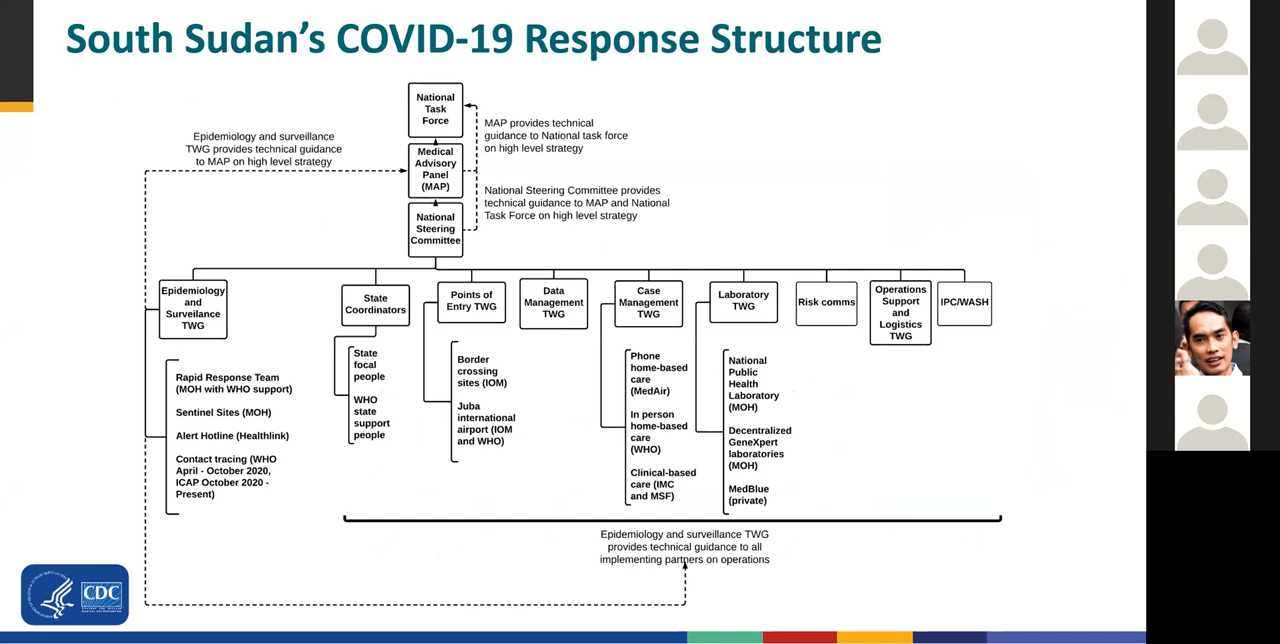 South Sudan's COVID-19 Response Structure
National
Task
Force
Epidemiology and surveillance
TWG provides technical guidance
to MAP on high level strategy
MAP provides technical
guidance to National task force
on high level strategy
Medical
Advisory
Panel
(MAP)
National Steering Committee provides
technical guidance to MAP and National
Task Force on high level strategy
National
Steering
Committee
Epidemiology
and
Surveilance
TWG
State
Coordinators
Points of
Entry TWG
Data
Management
TWG
Case
Management
TWG
Laboratory
TWG
Risk comms
Operations
Support
and
Logistics
TWG
IPC/WASH
Rapid Response Team
(MOH with WHO support)
Sentinel Sites (MOH)
Alert Hotline (Healthlink)
Contact tracing (WHO
April - October 2020,
ICAP October 2020 -
Present)
State
focal
people
WHO
state
support
people
Border
crossing
sites (IOM)
Juba
international
airport (IOM
and WHO)
Phone
home-based
care
(MedAir)
In person
home-based
care
(WHO)
Clinical-based
care (IMC
and MSF)
National
Public
Health
Laboratory
(MOH)
Decentralized
GeneXpert
laboratories
(MOH)
MedBlue
(private)
Epidemiology and surveillance TWG
provides technical guidance to all
implementing partners on operations
CDC